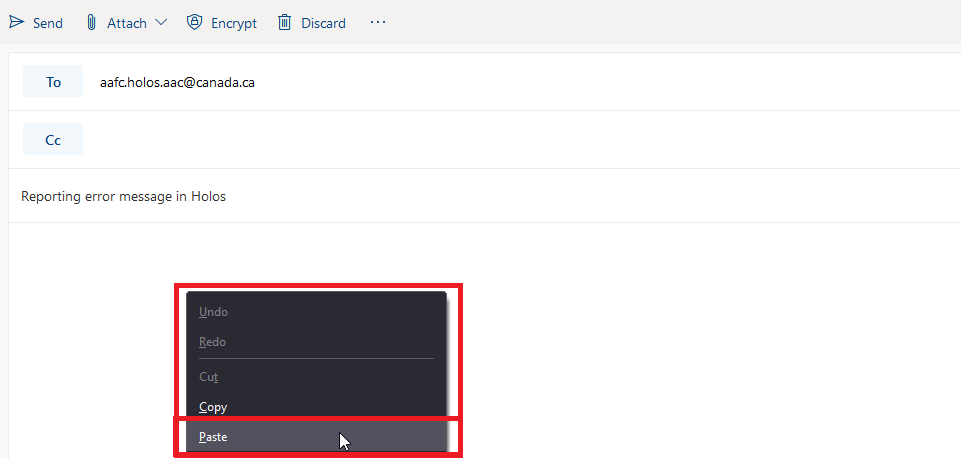 Send Attach Encrypt Discard ...
To aafc.holos.aac@canada.ca
Cc
Reporting error message in Holos
Undo
Redo
Cut
Copy
Paste